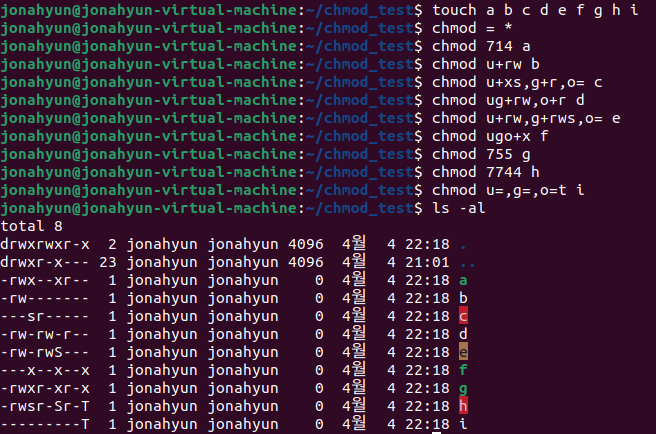 jonahyun@jonahyun-virtual-machine:~/chmod_test$ touch a b c d e f g h i
jonahyun@jonahyun-virtual-machine:~/chmod_test$ chmod = *
jonahyun@jonahyun-virtual-machine:~/chmod_test$ chmod 714 a
jonahyun@jonahyun-virtual-machine:~/chmod_test$ chmod u+rw b
jonahyun@jonahyun-virtual-machine:~/chmod_test$ chmod u+xs,g+r,o= c
jonahyun@jonahyun-virtual-machine:~/chmod_test$ chmod ug+rw,o+r d
jonahyun@jonahyun-virtual-machine:~/chmod_test$ chmod u+rw,g+rws,o= e
jonahyun@jonahyun-virtual-machine:~/chmod_test$ chmod ugo+x f
jonahyun@jonahyun-virtual-machine:~/chmod_test$ chmod 755 g
jonahyun@jonahyun-virtual-machine:~/chmod_test$ chmod 7744 h
jonahyun@jonahyun-virtual-machine:~/chmod_test$ chmod u=,g=,o=t i
jonahyun@jonahyun-virtual-machine:~/chmod_test$ ls -al
total 8
drwxrwxr-x  2 jonahyun jonahyun 4096  4월  4 22:18 .
drwxr-x--- 23 jonahyun jonahyun 4096  4월  4 21:01 ..
-rwx--xr--  1 jonahyun jonahyun    0  4월  4 22:18 a
-rw-------  1 jonahyun jonahyun    0  4월  4 22:18 b
---sr-----  1 jonahyun jonahyun    0  4월  4 22:18 c
-rw-rw-r--  1 jonahyun jonahyun    0  4월  4 22:18 d
-rw-rwS---  1 jonahyun jonahyun    0  4월  4 22:18 e
---x--x--x  1 jonahyun jonahyun    0  4월  4 22:18 f
-rwxr-xr-x  1 jonahyun jonahyun    0  4월  4 22:18 g
-rwsr-Sr-T  1 jonahyun jonahyun    0  4월  4 22:18 h
---------T  1 jonahyun jonahyun    0  4월  4 22:18 i